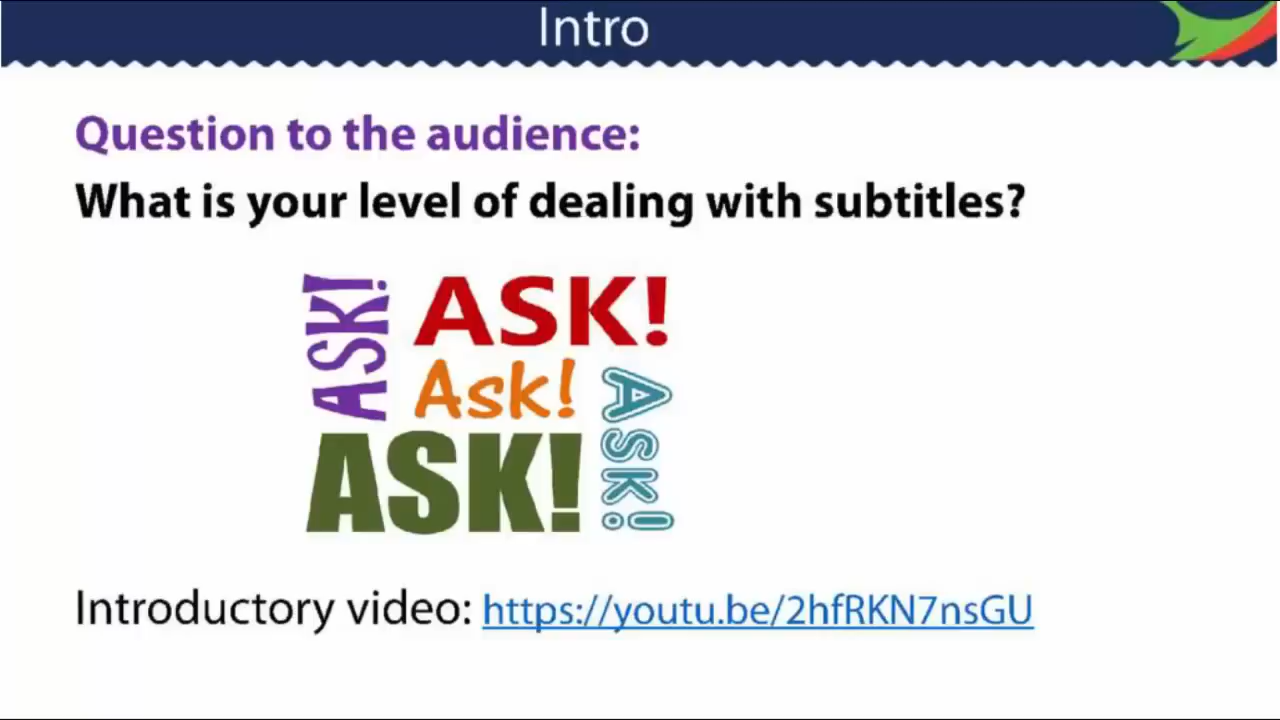 Intro
Question to the audience:
What is your level of dealing with subtitles?
ASK!
ASK!
Ask!
ASK!
ASK!
Introductory video: https://youtu.be/2hfRKN7nsGU